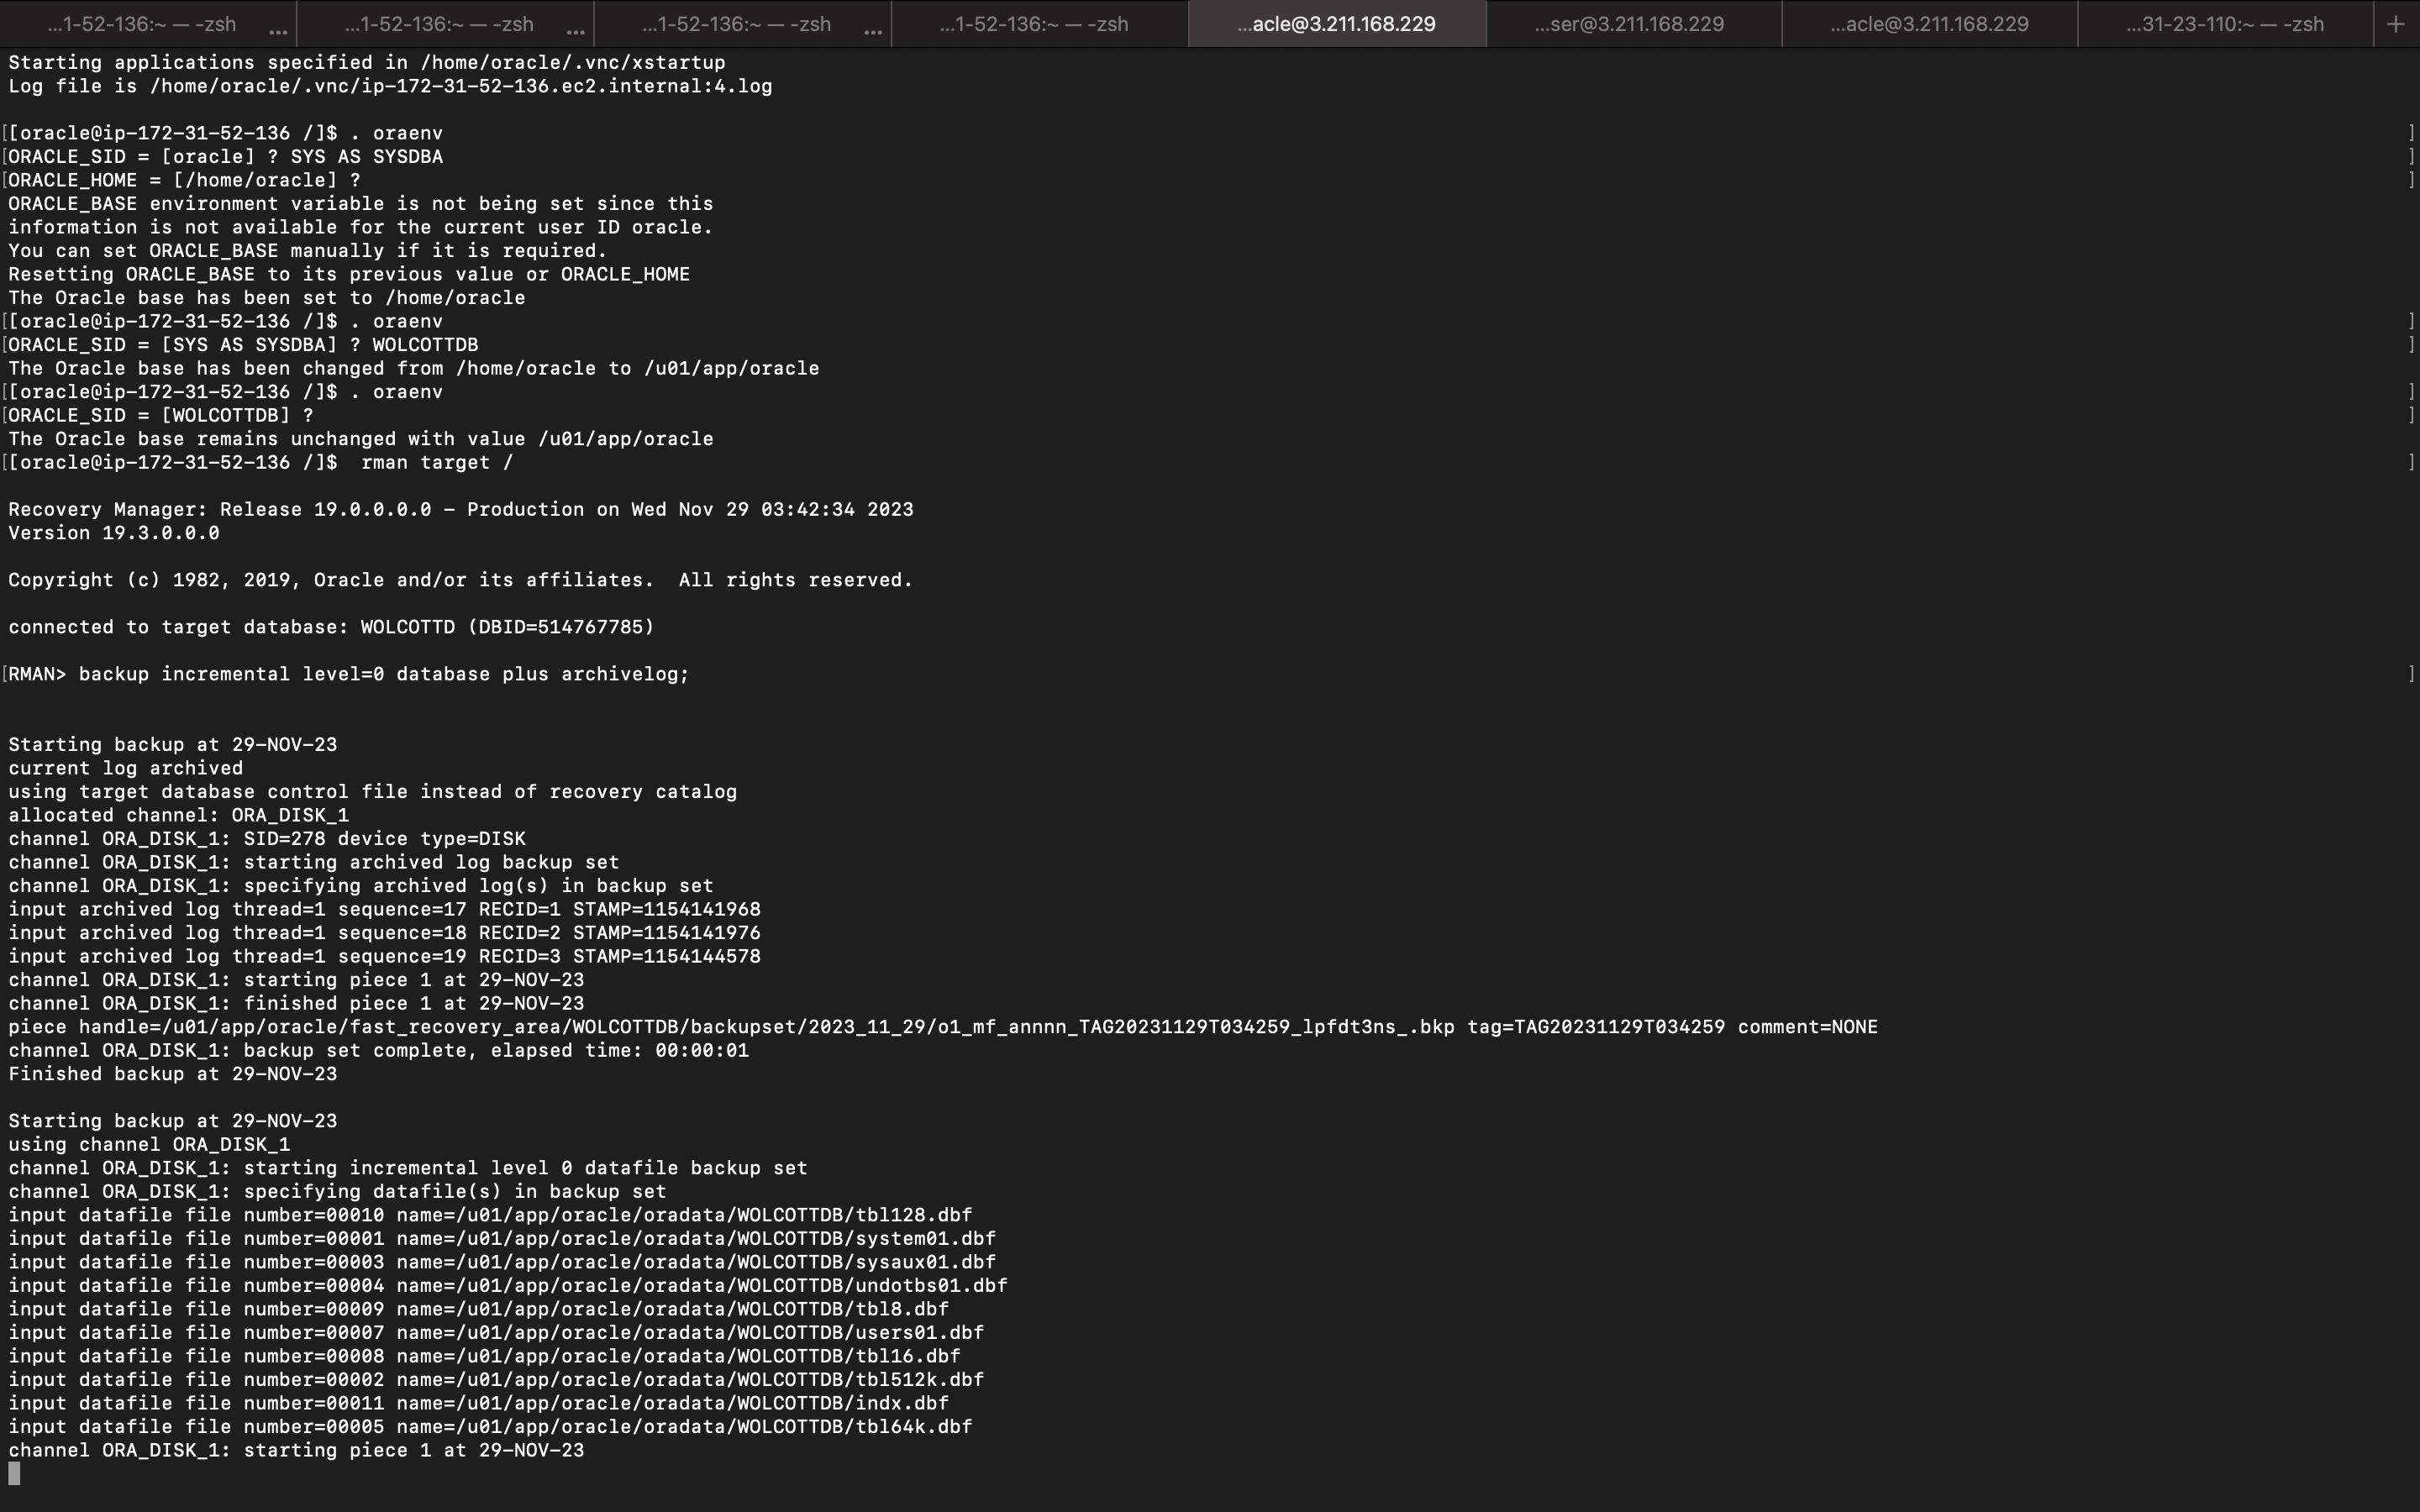 ...1-52-136:~ — -zsh ... ...1-52-136:~ — -zsh ... ...1-52-136:~ — -zsh ... ...1-52-136:~ — -zsh ...acle@3.211.168.229 ...ser@3.211.168.229 ...acle@3.211.168.229 ...31-23-110:~ — -zsh +
Starting applications specified in /home/oracle/.vnc/xstartup
Log file is /home/oracle/.vnc/ip-172-31-52-136.ec2.internal:4.log
[[oracle@ip-172-31-52-136 /]$ . oraenv ]
[ORACLE_SID = [oracle] ? SYS AS SYSDBA ]
[ORACLE_HOME = [/home/oracle] ? ]
ORACLE_BASE environment variable is not being set since this
information is not available for the current user ID oracle.
You can set ORACLE_BASE manually if it is required.
Resetting ORACLE_BASE to its previous value or ORACLE_HOME
The Oracle base has been set to /home/oracle
[[oracle@ip-172-31-52-136 /]$ . oraenv ]
[ORACLE_SID = [SYS AS SYSDBA] ? WOLCOTTDB ]
The Oracle base has been changed from /home/oracle to /u01/app/oracle
[[oracle@ip-172-31-52-136 /]$ . oraenv ]
[ORACLE_SID = [WOLCOTTDB] ? ]
The Oracle base remains unchanged with value /u01/app/oracle
[[oracle@ip-172-31-52-136 /]$  rman target / ]
Recovery Manager: Release 19.0.0.0.0 - Production on Wed Nov 29 03:42:34 2023
Version 19.3.0.0.0
Copyright (c) 1982, 2019, Oracle and/or its affiliates.  All rights reserved.
connected to target database: WOLCOTTD (DBID=514767785)
[RMAN> backup incremental level=0 database plus archivelog; ]
Starting backup at 29-NOV-23
current log archived
using target database control file instead of recovery catalog
allocated channel: ORA_DISK_1
channel ORA_DISK_1: SID=278 device type=DISK
channel ORA_DISK_1: starting archived log backup set
channel ORA_DISK_1: specifying archived log(s) in backup set
input archived log thread=1 sequence=17 RECID=1 STAMP=1154141968
input archived log thread=1 sequence=18 RECID=2 STAMP=1154141976
input archived log thread=1 sequence=19 RECID=3 STAMP=1154144578
channel ORA_DISK_1: starting piece 1 at 29-NOV-23
channel ORA_DISK_1: finished piece 1 at 29-NOV-23
piece handle=/u01/app/oracle/fast_recovery_area/WOLCOTTDB/backupset/2023_11_29/o1_mf_annnn_TAG20231129T034259_lpfdt3ns_.bkp tag=TAG20231129T034259 comment=NONE
channel ORA_DISK_1: backup set complete, elapsed time: 00:00:01
Finished backup at 29-NOV-23
Starting backup at 29-NOV-23
using channel ORA_DISK_1
channel ORA_DISK_1: starting incremental level 0 datafile backup set
channel ORA_DISK_1: specifying datafile(s) in backup set
input datafile file number=00010 name=/u01/app/oracle/oradata/WOLCOTTDB/tbl128.dbf
input datafile file number=00001 name=/u01/app/oracle/oradata/WOLCOTTDB/system01.dbf
input datafile file number=00003 name=/u01/app/oracle/oradata/WOLCOTTDB/sysaux01.dbf
input datafile file number=00004 name=/u01/app/oracle/oradata/WOLCOTTDB/undotbs01.dbf
input datafile file number=00009 name=/u01/app/oracle/oradata/WOLCOTTDB/tbl8.dbf
input datafile file number=00007 name=/u01/app/oracle/oradata/WOLCOTTDB/users01.dbf
input datafile file number=00008 name=/u01/app/oracle/oradata/WOLCOTTDB/tbl16.dbf
input datafile file number=00002 name=/u01/app/oracle/oradata/WOLCOTTDB/tbl512k.dbf
input datafile file number=00011 name=/u01/app/oracle/oradata/WOLCOTTDB/indx.dbf
input datafile file number=00005 name=/u01/app/oracle/oradata/WOLCOTTDB/tbl64k.dbf
channel ORA_DISK_1: starting piece 1 at 29-NOV-23